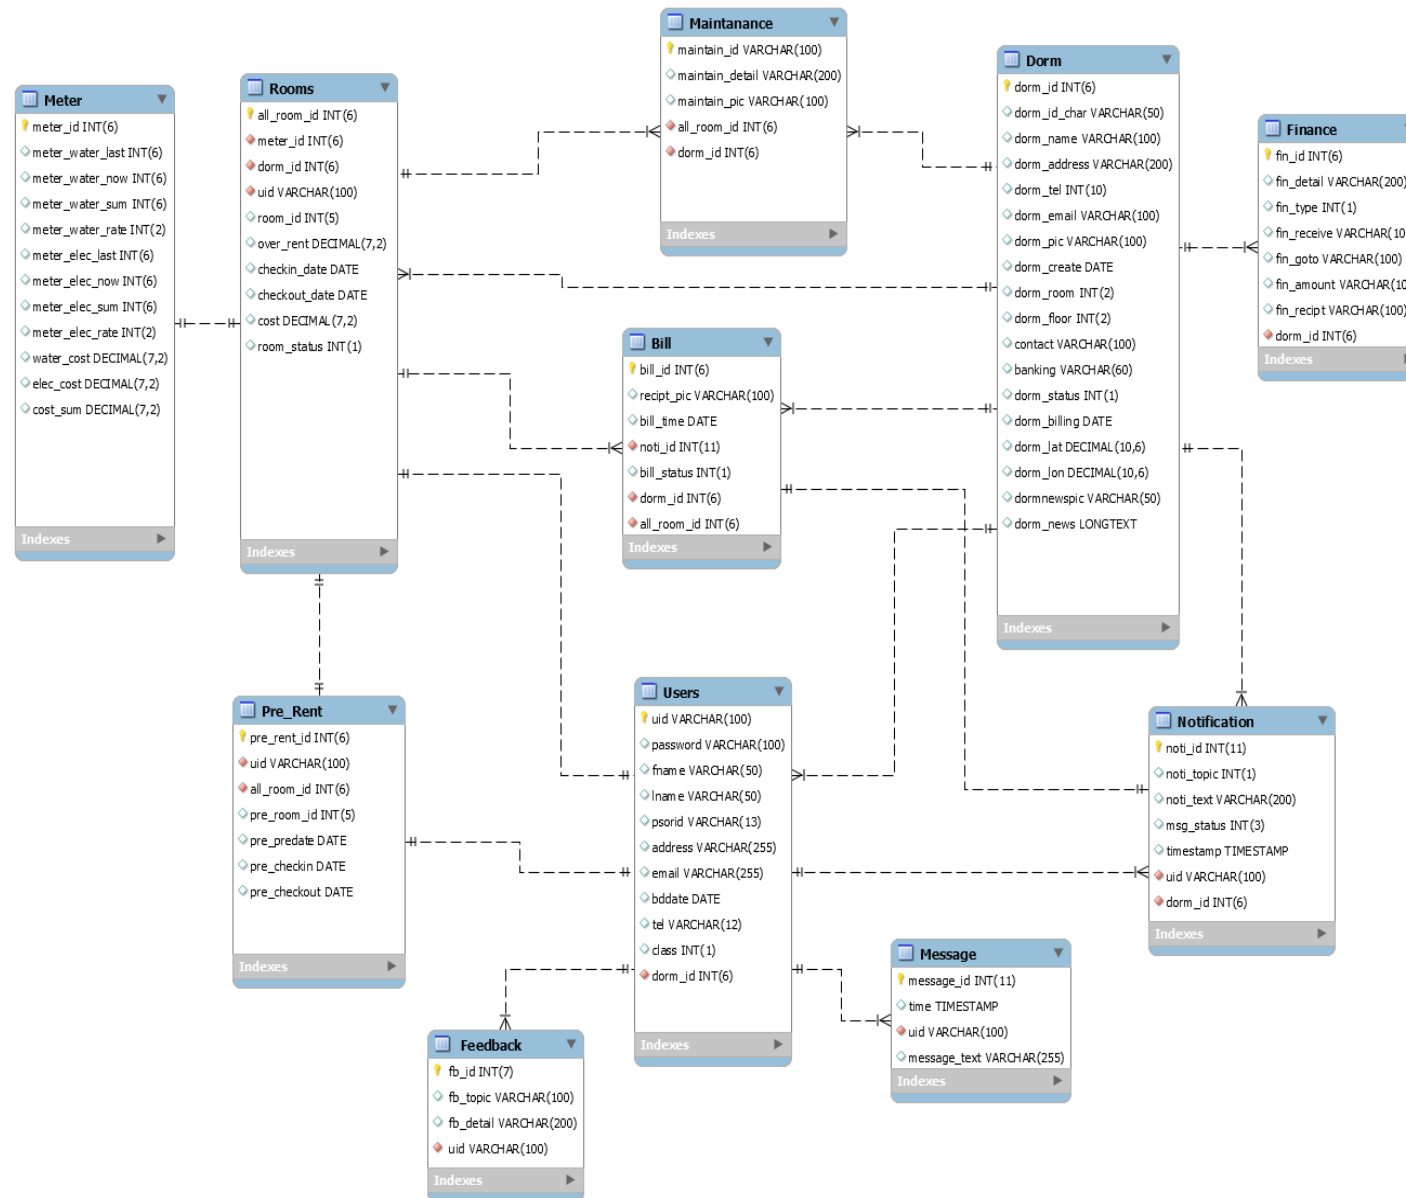 Maintanance
maintain_id VARCHAR(100)
maintain_detail VARCHAR(200)
maintain_pic VARCHAR(100)
all_room_id INT(6)
dorm_id INT(6)
Indexes
Dorm
dorm_id INT(6)
dorm_id_char VARCHAR(50)
dorm_name VARCHAR(100)
dorm_address VARCHAR(200)
dorm_tel INT(10)
dorm_email VARCHAR(100)
dorm_pic VARCHAR(100)
dorm_create DATE
dorm_room INT(2)
dorm_floor INT(2)
contact VARCHAR(100)
banking VARCHAR(60)
dorm_status INT(1)
dorm_billing DATE
dorm_lat DECIMAL(10,6)
dorm_lon DECIMAL(10,6)
dormnewspic VARCHAR(50)
dorm_news LONGTEXT
Indexes
Rooms
all_room_id INT(6)
meter_id INT(6)
dorm_id INT(6)
uid VARCHAR(100)
room_id INT(5)
over_rent DECIMAL(7,2)
checkin_date DATE
checkout_date DATE
cost DECIMAL(7,2)
room_status INT(1)
Indexes
Meter
meter_id INT(6)
meter_water_last INT(6)
meter_water_now INT(6)
meter_water_sum INT(6)
meter_water_rate INT(2)
meter_elec_last INT(6)
meter_elec_now INT(6)
meter_elec_sum INT(6)
meter_elec_rate INT(2)
water_cost DECIMAL(7,2)
elec_cost DECIMAL(7,2)
cost_sum DECIMAL(7,2)
Indexes
Finance
fin_id INT(6)
fin_detail VARCHAR(200)
fin_type INT(1)
fin_receive VARCHAR(10
fin_goto VARCHAR(100)
fin_amount VARCHAR(10
fin_recipt VARCHAR(100)
dorm_id INT(6)
Indexes
Bill
bill_id INT(6)
recipt_pic VARCHAR(100)
bill_time DATE
noti_id INT(11)
bill_status INT(1)
dorm_id INT(6)
all_room_id INT(6)
Indexes
Users
uid VARCHAR(100)
password VARCHAR(100)
fname VARCHAR(50)
lname VARCHAR(50)
psorid VARCHAR(13)
address VARCHAR(255)
email VARCHAR(255)
bddate DATE
tel VARCHAR(12)
class INT(1)
dorm_id INT(6)
Indexes
Pre_Rent
pre_rent_id INT(6)
uid VARCHAR(100)
all_room_id INT(6)
pre_room_id INT(5)
pre_predate DATE
pre_checkin DATE
pre_checkout DATE
Indexes
Notification
noti_id INT(11)
noti_topic INT(1)
noti_text VARCHAR(200)
msg_status INT(3)
timestamp TIMESTAMP
uid VARCHAR(100)
dorm_id INT(6)
Indexes
Message
message_id INT(11)
time TIMESTAMP
uid VARCHAR(100)
message_text VARCHAR(255)
Indexes
Feedback
fb_id INT(7)
fb_topic VARCHAR(100)
fb_detail VARCHAR(200)
uid VARCHAR(100)
Indexes